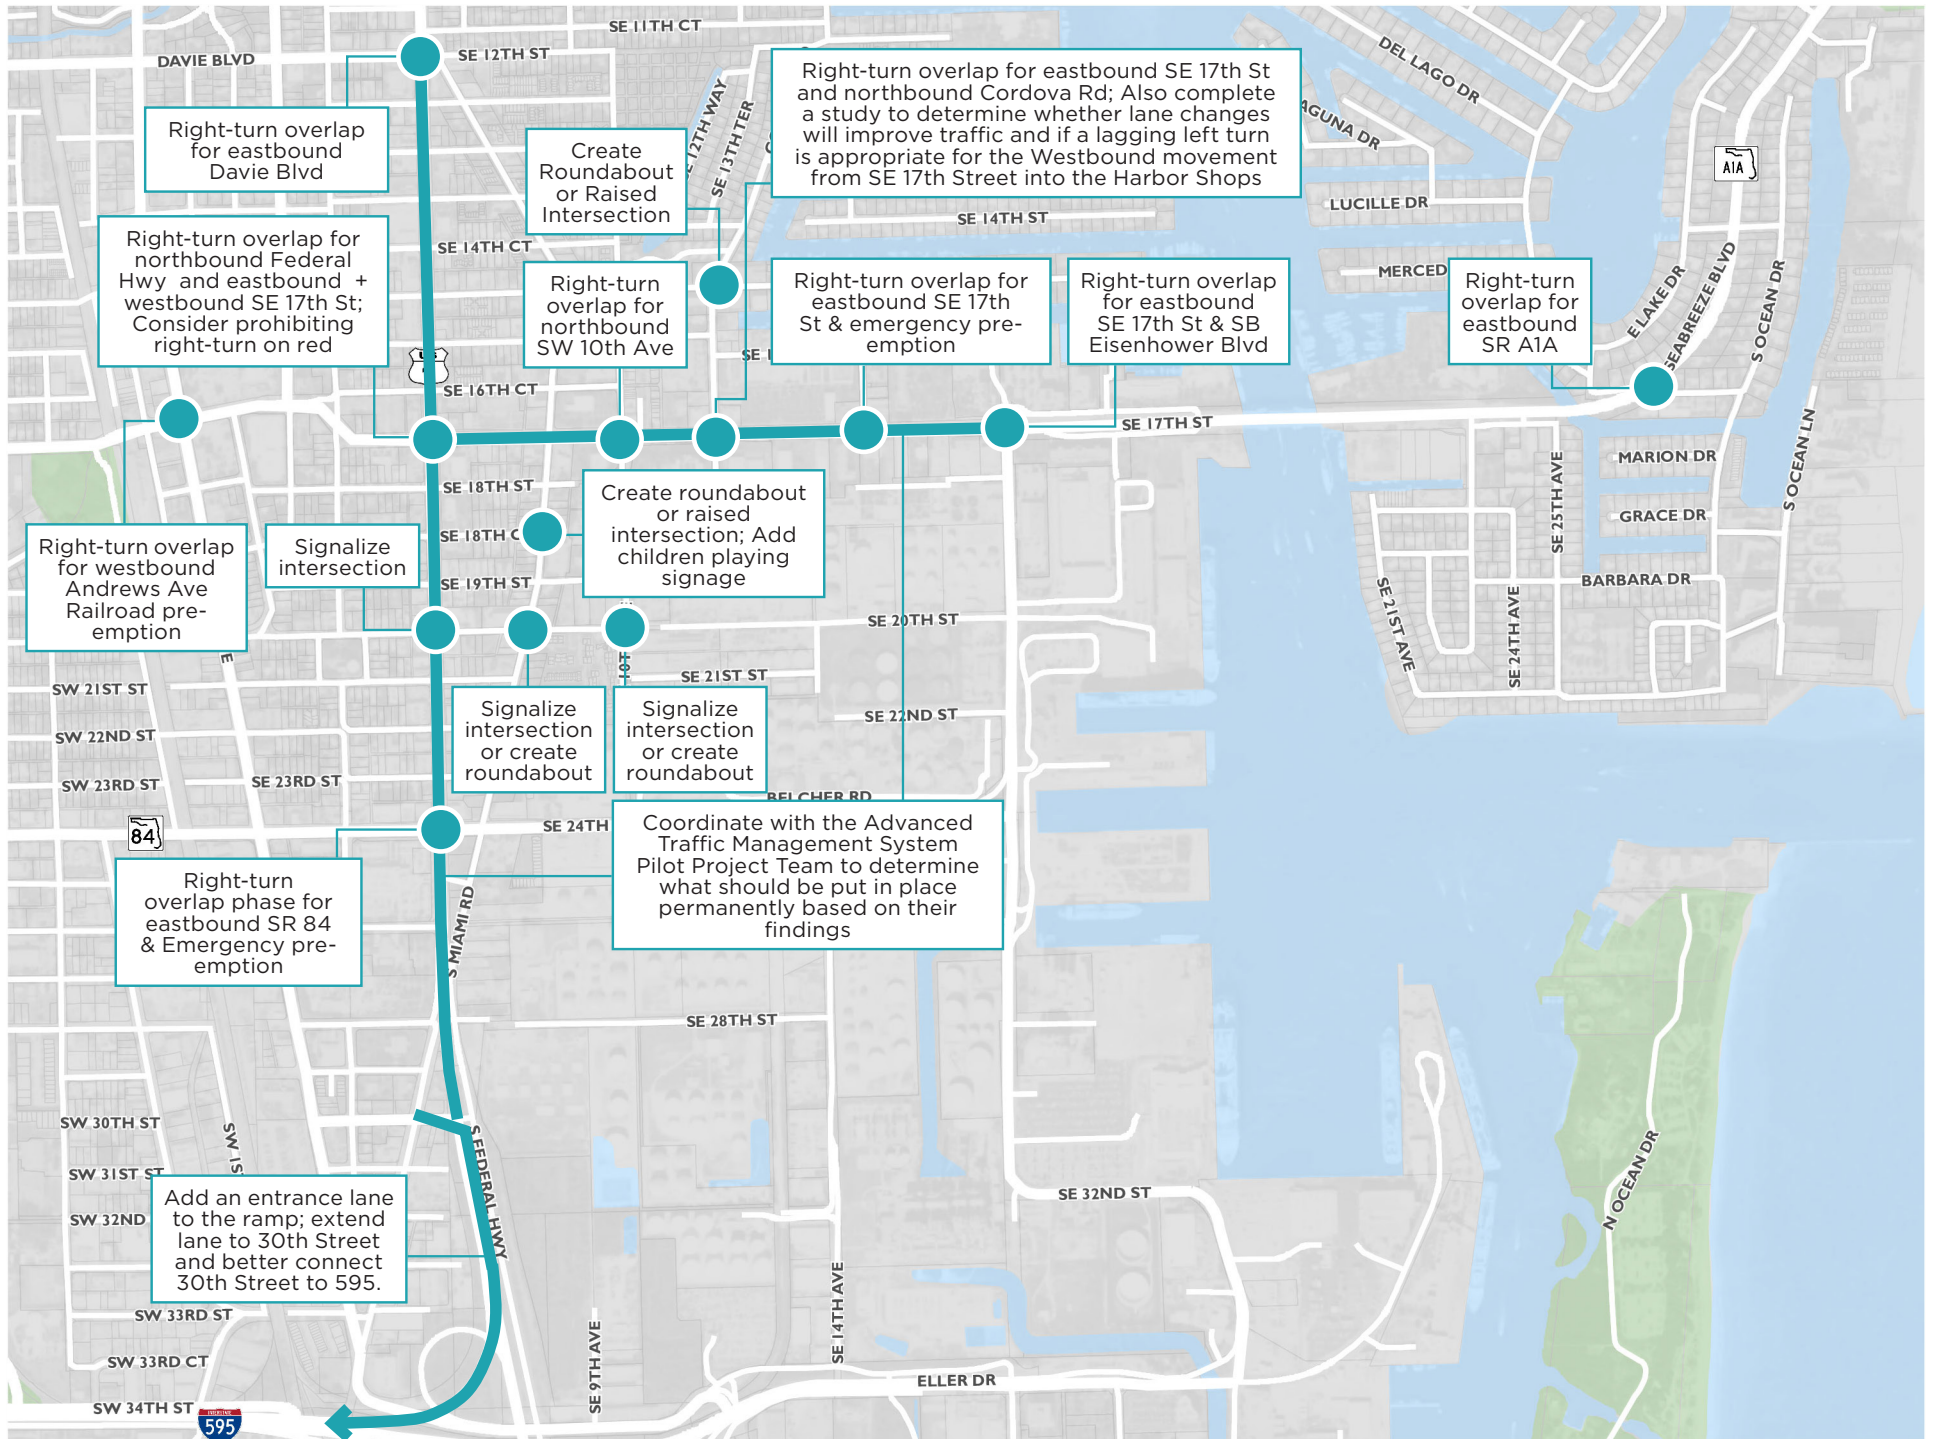 SE 11TH CT
DAVIE BLVD
SE 12TH ST
DEL LAGO DR
Right-turn overlap for eastbound SE 17th St
and northbound Cordova Rd; Also complete
a study to determine whether lane changes
will improve traffic and if a lagging left turn
is appropriate for the Westbound movement
from SE 17th Street into the Harbor Shops
Right-turn overlap
for eastbound
Davie Blvd
Create
Roundabout
or Raised
Intersection
12TH WAY
SE 13TH TER
AGUNA DR
A1A
LUCILLE DR
SE 14TH ST
SE 14TH CT
Right-turn overlap for
northbound Federal
Hwy and eastbound +
westbound SE 17th St;
Consider prohibiting
right-turn on red
Right-turn
overlap for
northbound
SW 10th Ave
Right-turn overlap for
eastbound SE 17th
St & emergency pre-
emption
Right-turn overlap
for eastbound
SE 17th St & SB
Eisenhower Blvd
MERCED
Right-turn
overlap for
eastbound
SR A1A
E LAKE DR
SEABREEZE BLVD
S OCEAN DR
SE 1
SE 16TH CT
SE 17TH ST
S OCEAN LN
MARION DR
SE 18TH ST
SE 25TH AVE
GRACE DR
Create roundabout
or raised
intersection; Add
children playing
signage
SE 18TH C
Right-turn overlap
for westbound
Andrews Ave
Railroad pre-
emption
Signalize
intersection
SE 19TH ST
BARBARA DR
SE 21ST AVE
SE 24TH AVE
SE 20TH ST
E
10T
SE 21ST ST
SW 21ST ST
Signalize
intersection
or create
roundabout
Signalize
intersection
or create
roundabout
SE 22ND ST
SW 22ND ST
SW 23RD ST
SE 23RD ST
BELCHER RD
84
SE 24TH
Coordinate with the Advanced
Traffic Management System
Pilot Project Team to determine
what should be put in place
permanently based on their
findings
Right-turn
overlap phase for
eastbound SR 84
& Emergency pre-
emption
S MIAMI RD
SE 28TH ST
SW 30TH ST
SW 1S
S FEDERAL HWY
N OCEAN DR
SW 31ST ST
SE 32ND ST
Add an entrance lane
to the ramp; extend
lane to 30th Street
and better connect
30th Street to 595.
SW 32ND
SW 33RD ST
SE 14TH AVE
SE 9TH AVE
SW 33RD CT
ELLER DR
SW 34TH ST
INTERSTATE
595